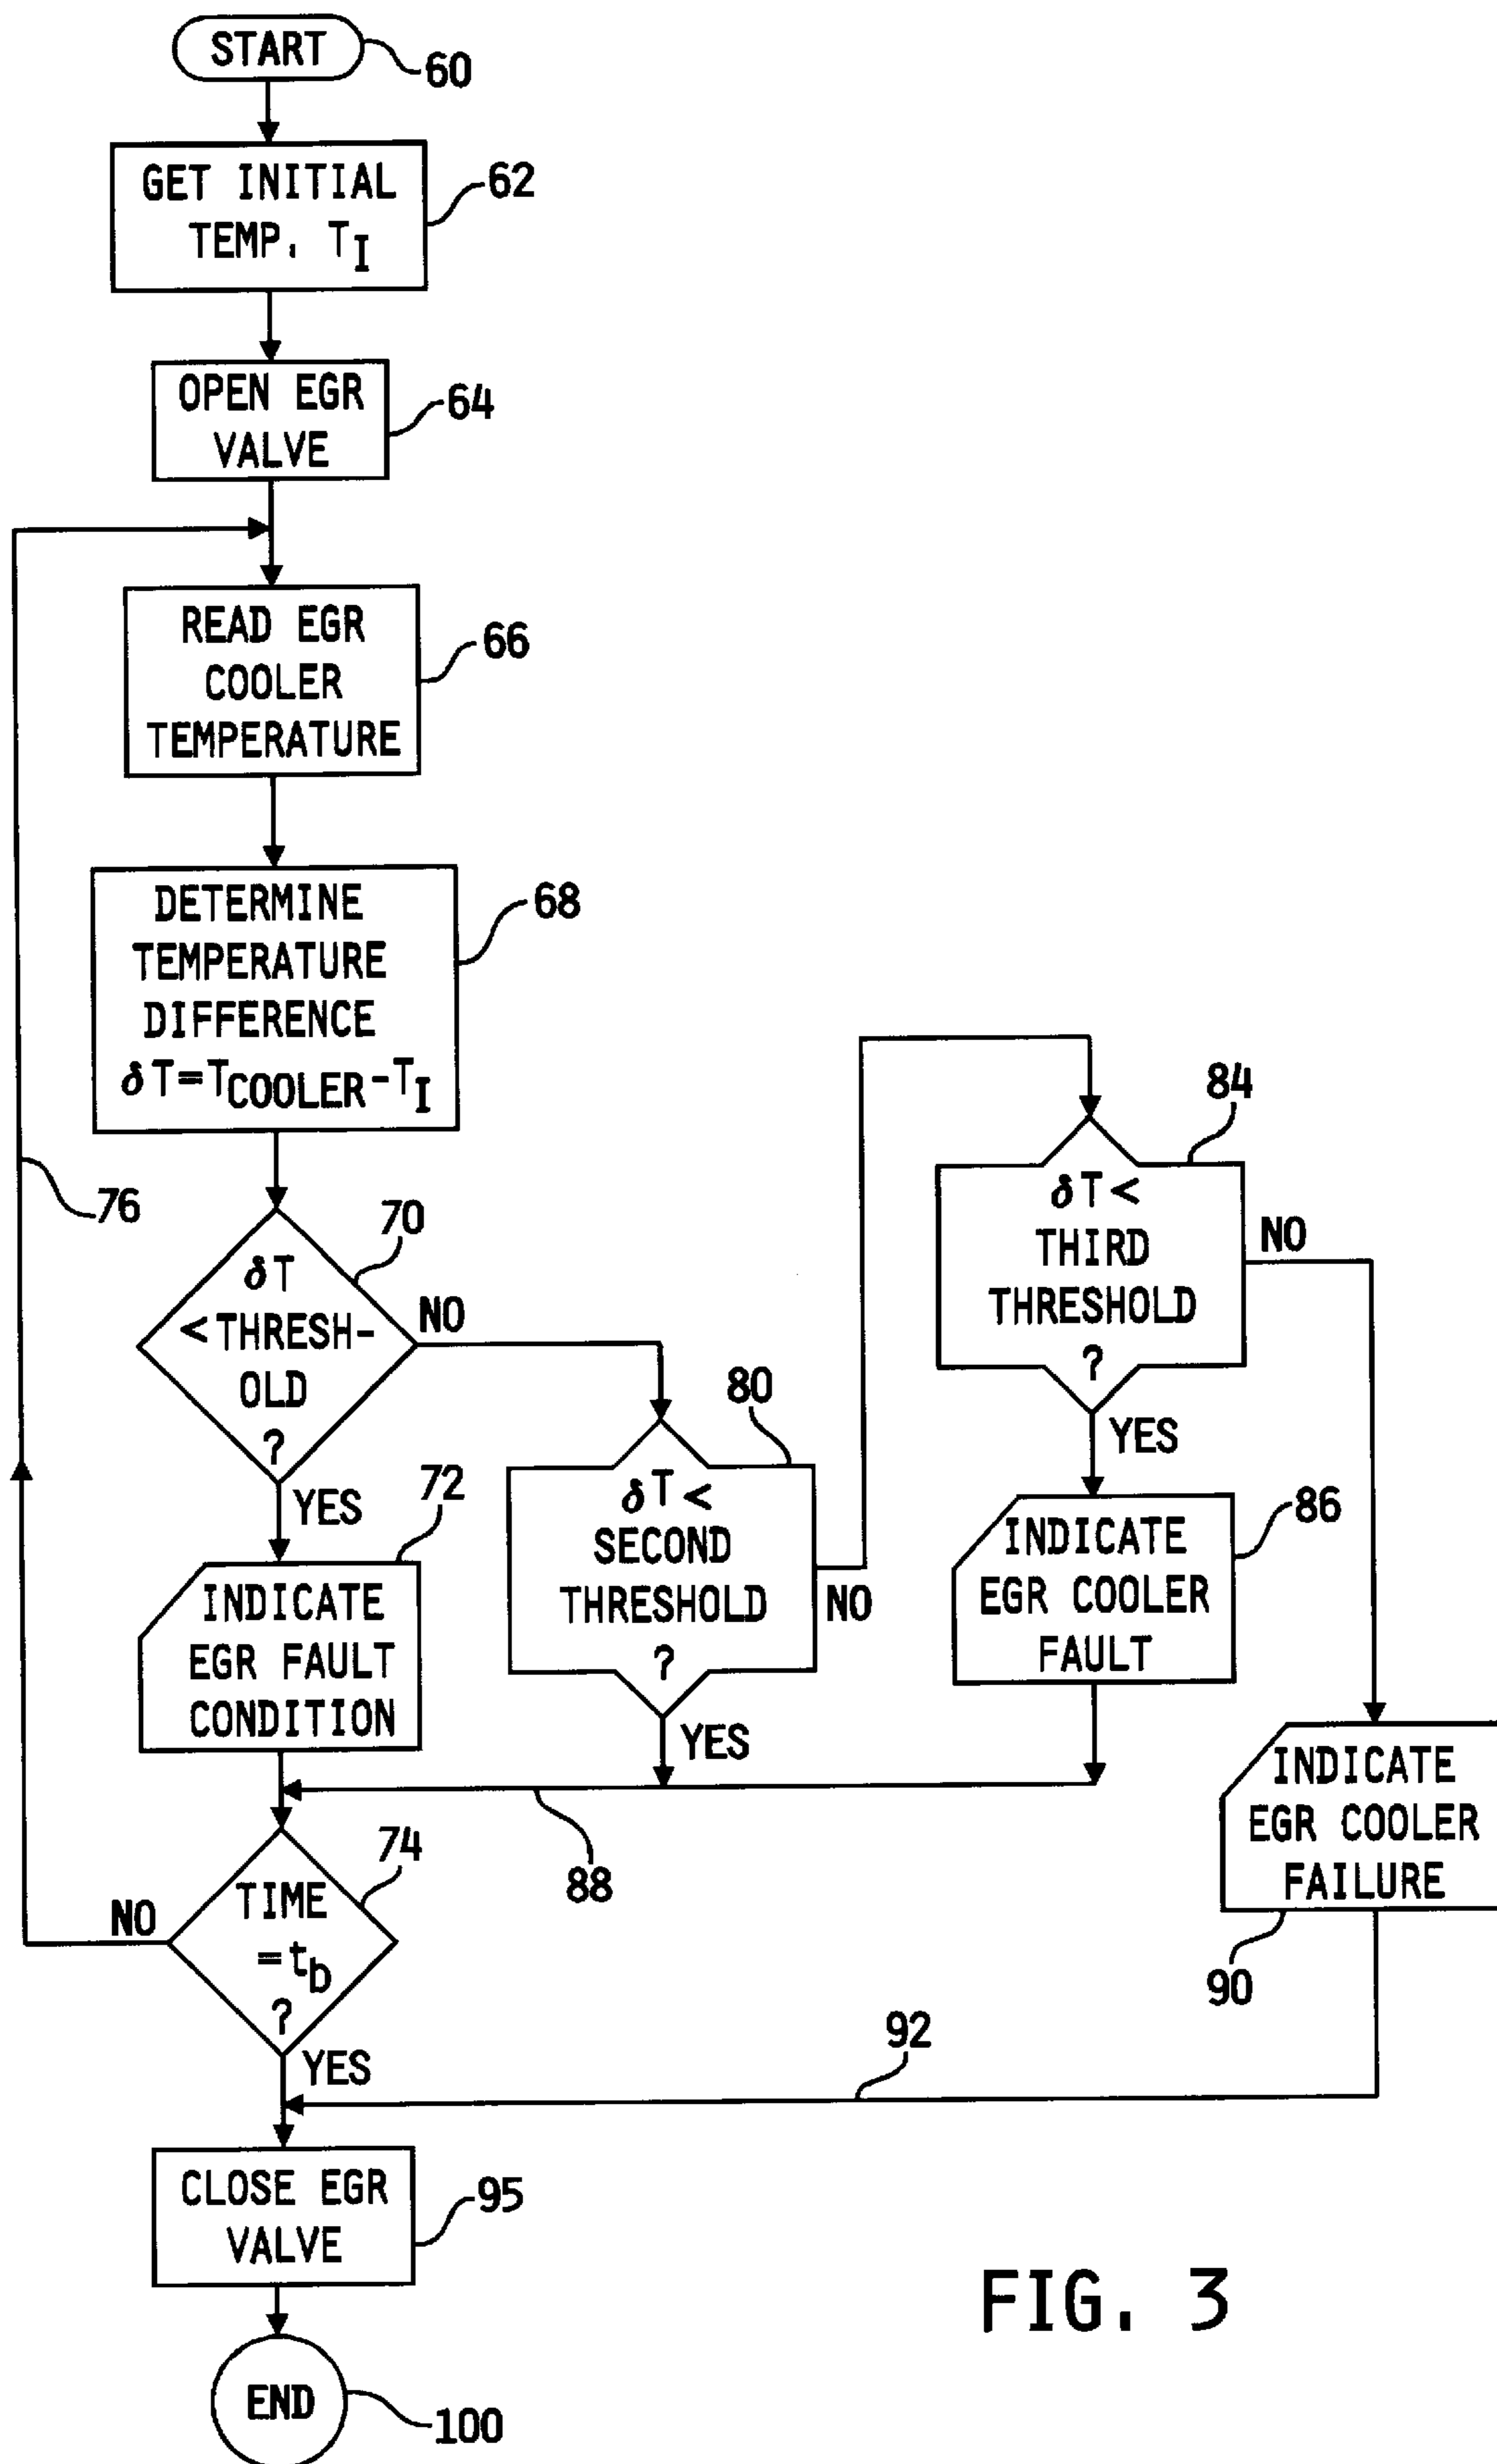 START
60
GET INITIAL
TEMP. TI
62
OPEN EGR
VALVE
64
READ EGR
COOLER
TEMPERATURE
66
DETERMINE
TEMPERATURE
DIFFERENCE
δT=TCOOLER-TI
68
76
δT
<THRESH-
OLD
?
70
NO
YES
INDICATE
EGR FAULT
CONDITION
72
δT<
SECOND
THRESHOLD
?
80
NO
YES
δT<
THIRD
THRESHOLD
?
84
NO
YES
INDICATE
EGR COOLER
FAULT
86
88
INDICATE
EGR COOLER
FAILURE
90
TIME
=tb
?
74
NO
YES
92
CLOSE EGR
VALVE
95
END
100
FIG. 3